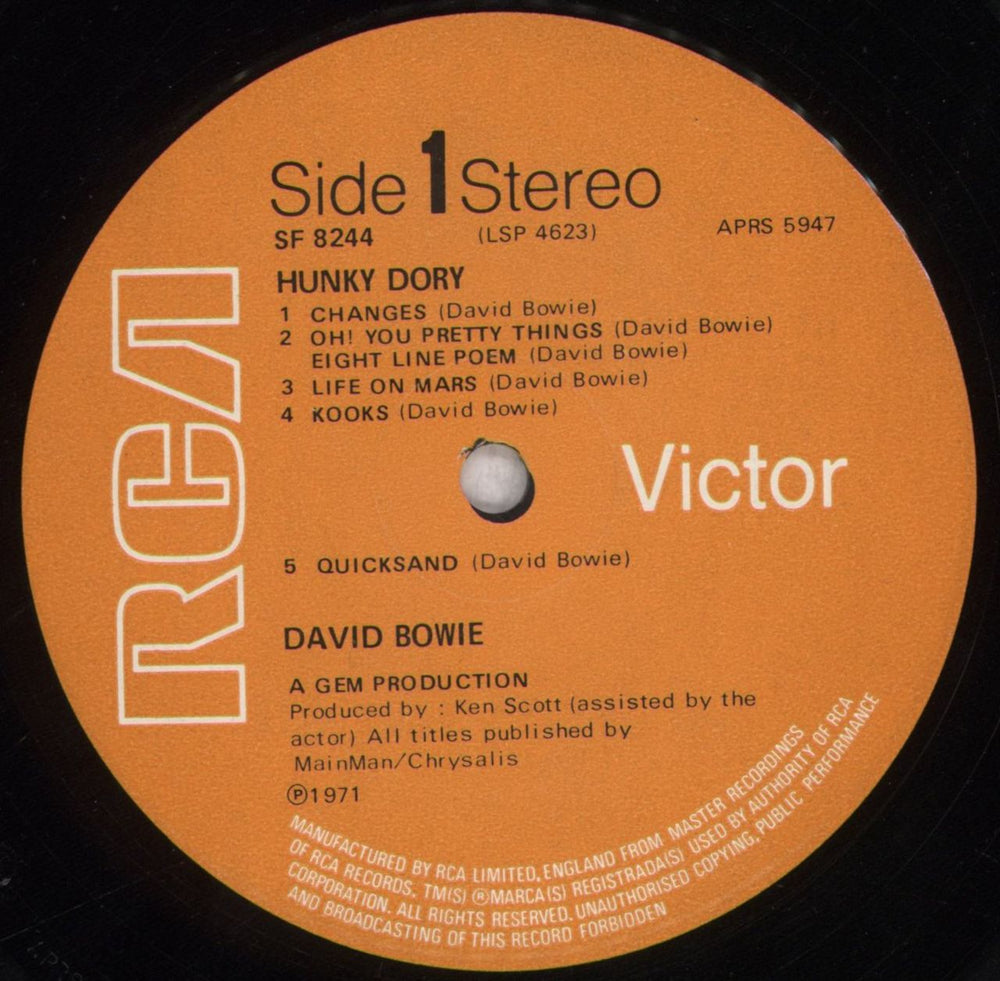 Side 1 Stereo
SF 8244 (LSP 4623) APRS 5947
HUNKY DORY
1 CHANGES (David Bowie)
2 OH! YOU PRETTY THINGS (David Bowie)
EIGHT LINE POEM (David Bowie)
3 LIFE ON MARS (David Bowie)
4 KOOKS (David Bowie)
RCA
Victor
5 QUICKSAND (David Bowie)
DAVID BOWIE
A GEM PRODUCTION
Produced by : Ken Scott (assisted by the
actor) All titles published by
MainMan/Chrysalis
Ⓟ1971
MANUFACTURED BY RCA LIMITED, ENGLAND FROM MASTER RECORDINGS
OF RCA RECORDS. TM(S) ® MARCA(S) REGISTRADA(S) USED BY AUTHORITY OF RCA
CORPORATION. ALL RIGHTS RESERVED. UNAUTHORISED COPYING, PUBLIC PERFORMANCE
AND BROADCASTING OF THIS RECORD FORBIDDEN